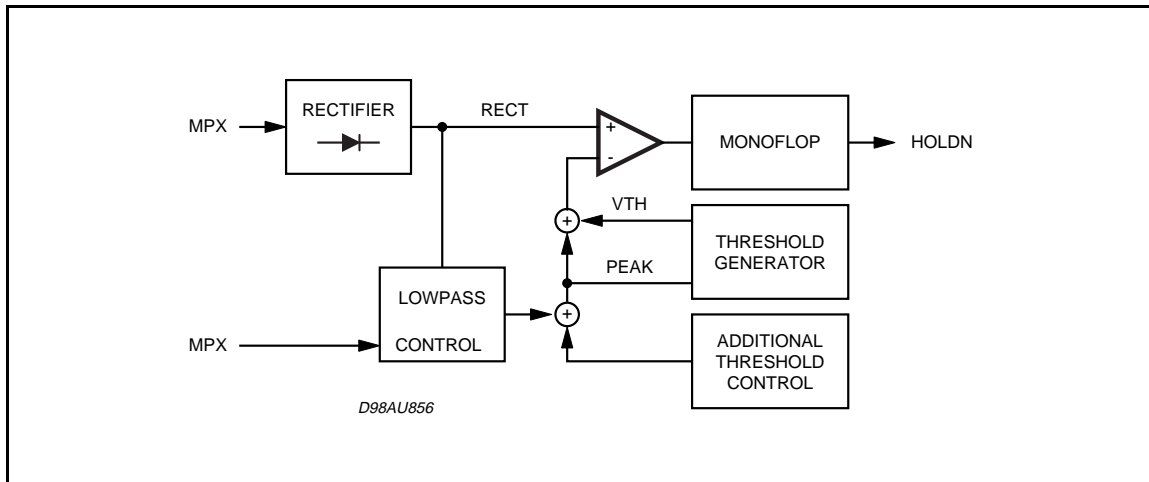 RECTIFIER
MPX
RECT
+
-
MONOFLOP
HOLDN
VTH
+
THRESHOLD
GENERATOR
PEAK
LOWPASS
CONTROL
+
MPX
ADDITIONAL
THRESHOLD
CONTROL
D98AU856